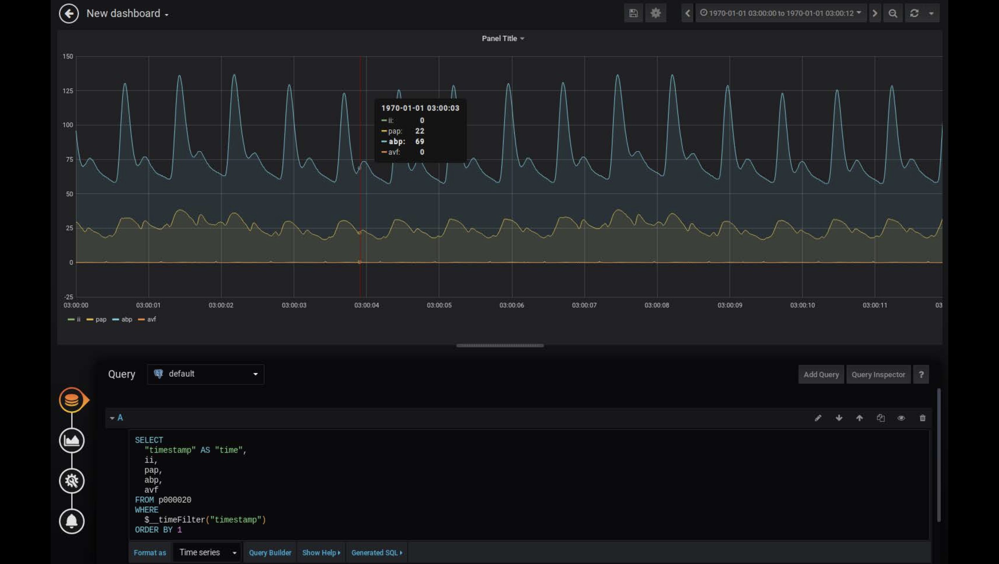 New dashboard
1970-01-01 03:00:00 to 1970-01-01 03:00:12
Panel Title
150
125
100
75
50
25
0
-25
1970-01-01 03:00:03
ii: 0
pap: 22
abp: 69
avf: 0
03:00:00 03:00:01 03:00:02 03:00:03 03:00:04 03:00:05 03:00:06 03:00:07 03:00:08 03:00:09 03:00:10 03:00:11 03
ii pap abp avf
Query default Add Query Query Inspector ?
A
SELECT
"timestamp" AS "time",
ii,
pap,
abp,
avf
FROM p000020
WHERE
$__timeFilter("timestamp")
ORDER BY 1
Format as Time series Query Builder Show Help Generated SQL